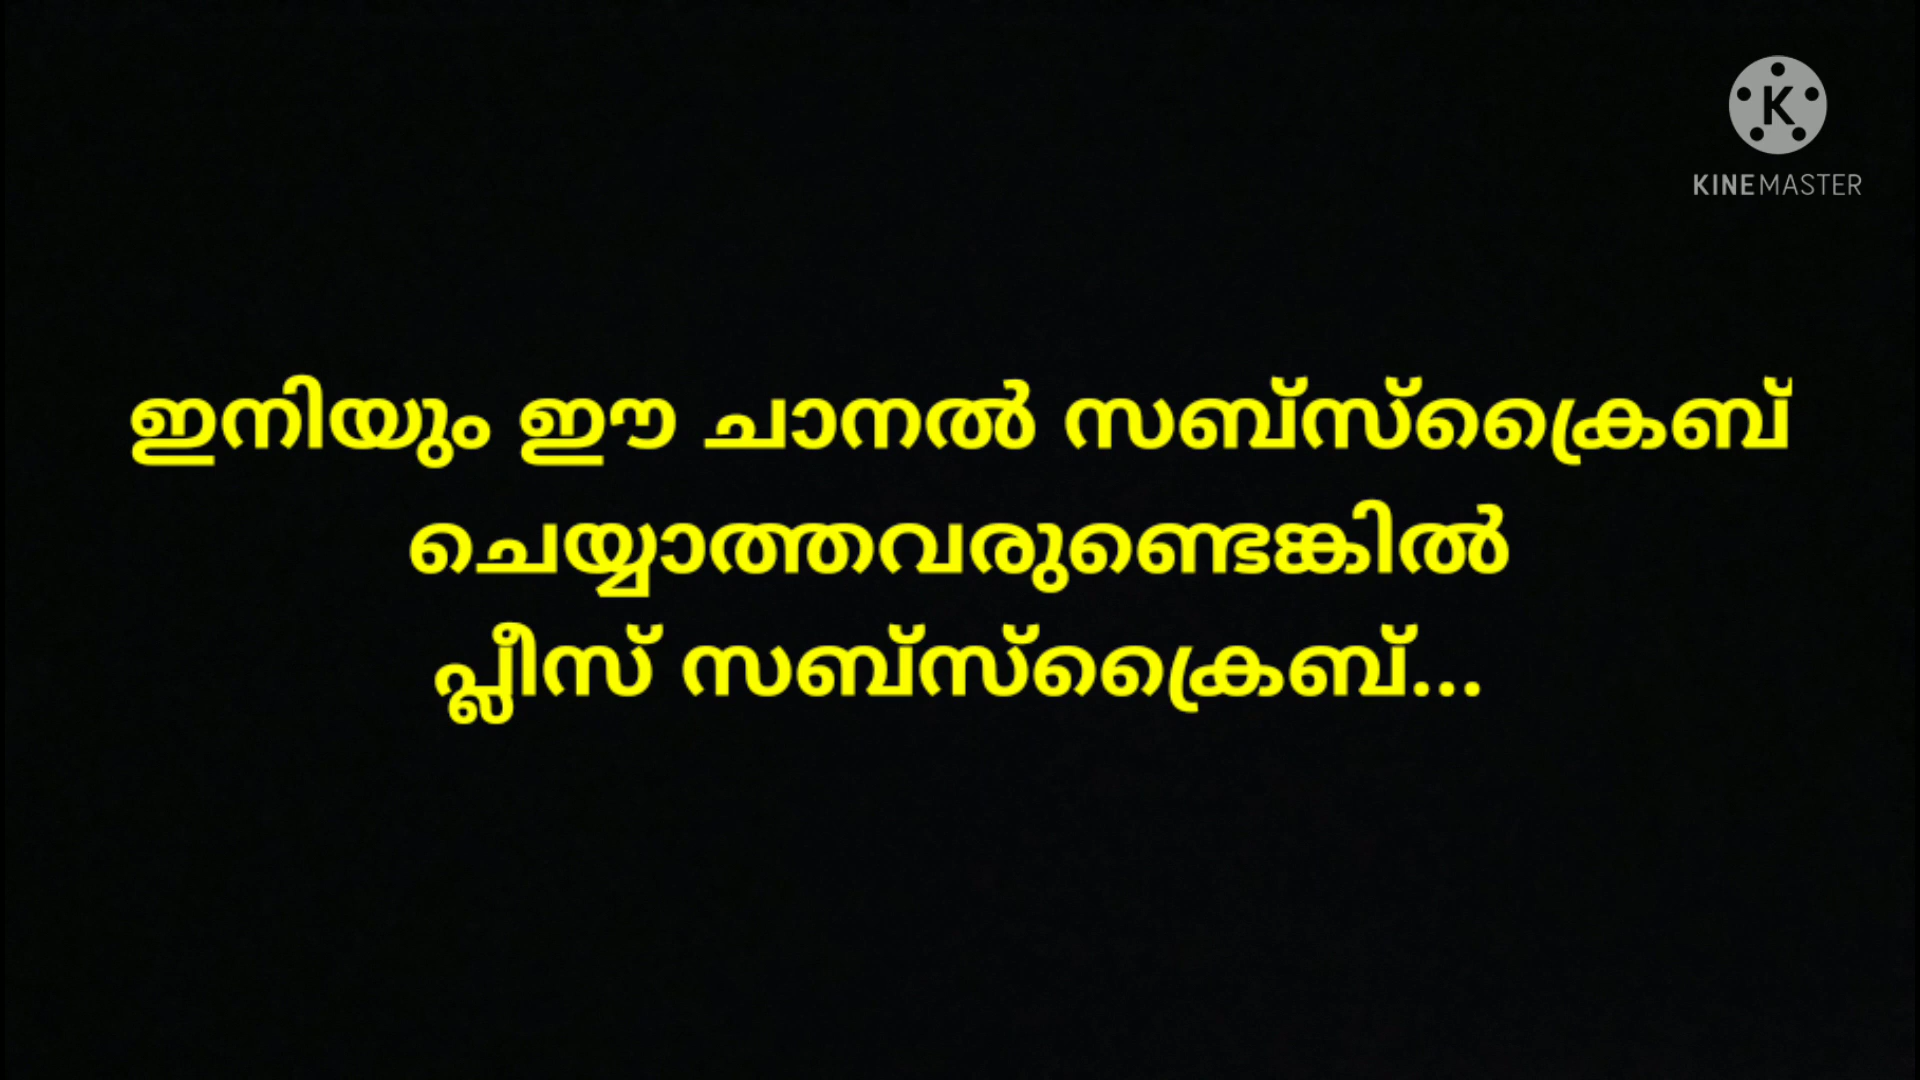 KINEMASTER
ഇനിയും ഈ ചാനൽ സബ്സ്ക്രൈബ്
ചെയ്യാത്തവരുണ്ടെങ്കിൽ
പ്ലീസ് സബ്സ്ക്രൈബ്...